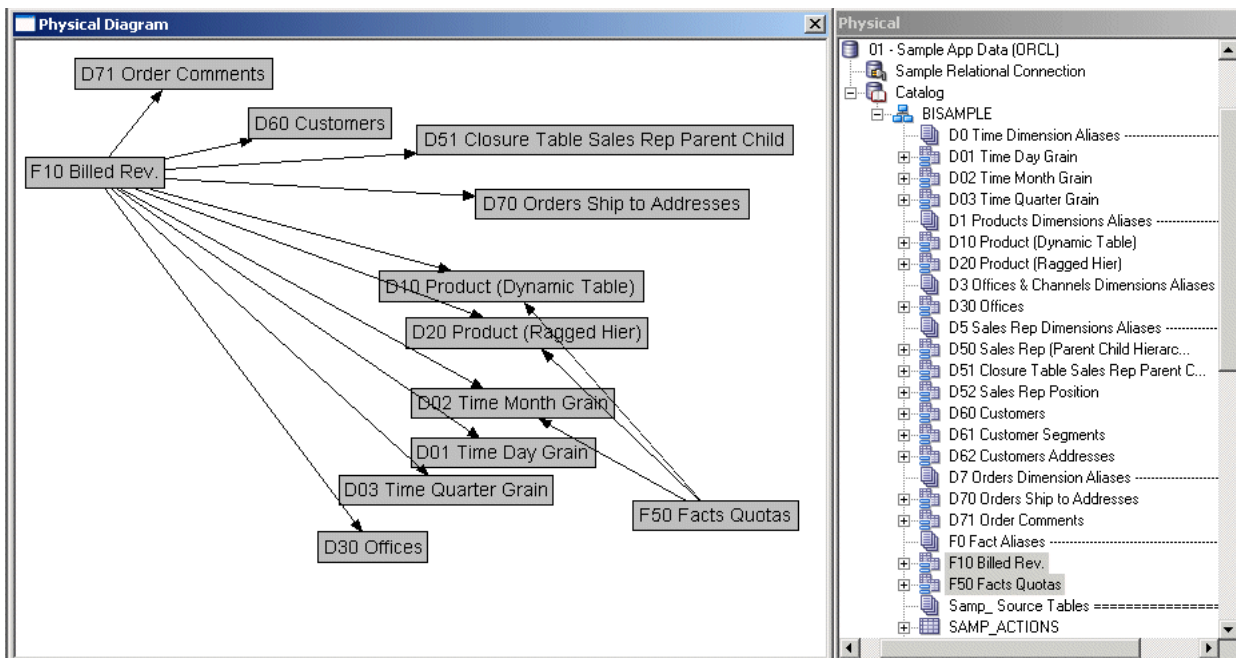 Physical Diagram
D71 Order Comments
D60 Customers
D51 Closure Table Sales Rep Parent Child
F10 Billed Rev.
D70 Orders Ship to Addresses
D10 Product (Dynamic Table)
D20 Product (Ragged Hier)
D02 Time Month Grain
D01 Time Day Grain
D03 Time Quarter Grain
F50 Facts Quotas
D30 Offices
Physical
01 - Sample App Data (ORCL)
Sample Relational Connection
Catalog
BISAMPLE
D0 Time Dimension Aliases ---------------
D01 Time Day Grain
D02 Time Month Grain
D03 Time Quarter Grain
D1 Products Dimensions Aliases ----------
D10 Product (Dynamic Table)
D20 Product (Ragged Hier)
D3 Offices & Channels Dimensions Aliases
D30 Offices
D5 Sales Rep Dimensions Aliases ---------
D50 Sales Rep (Parent Child Hierarc...
D51 Closure Table Sales Rep Parent C...
D52 Sales Rep Position
D60 Customers
D61 Customer Segments
D62 Customers Addresses
D7 Orders Dimension Aliases -------------
D70 Orders Ship to Addresses
D71 Order Comments
F0 Fact Aliases --------------------------
F10 Billed Rev.
F50 Facts Quotas
Samp_ Source Tables =================
SAMP_ACTIONS